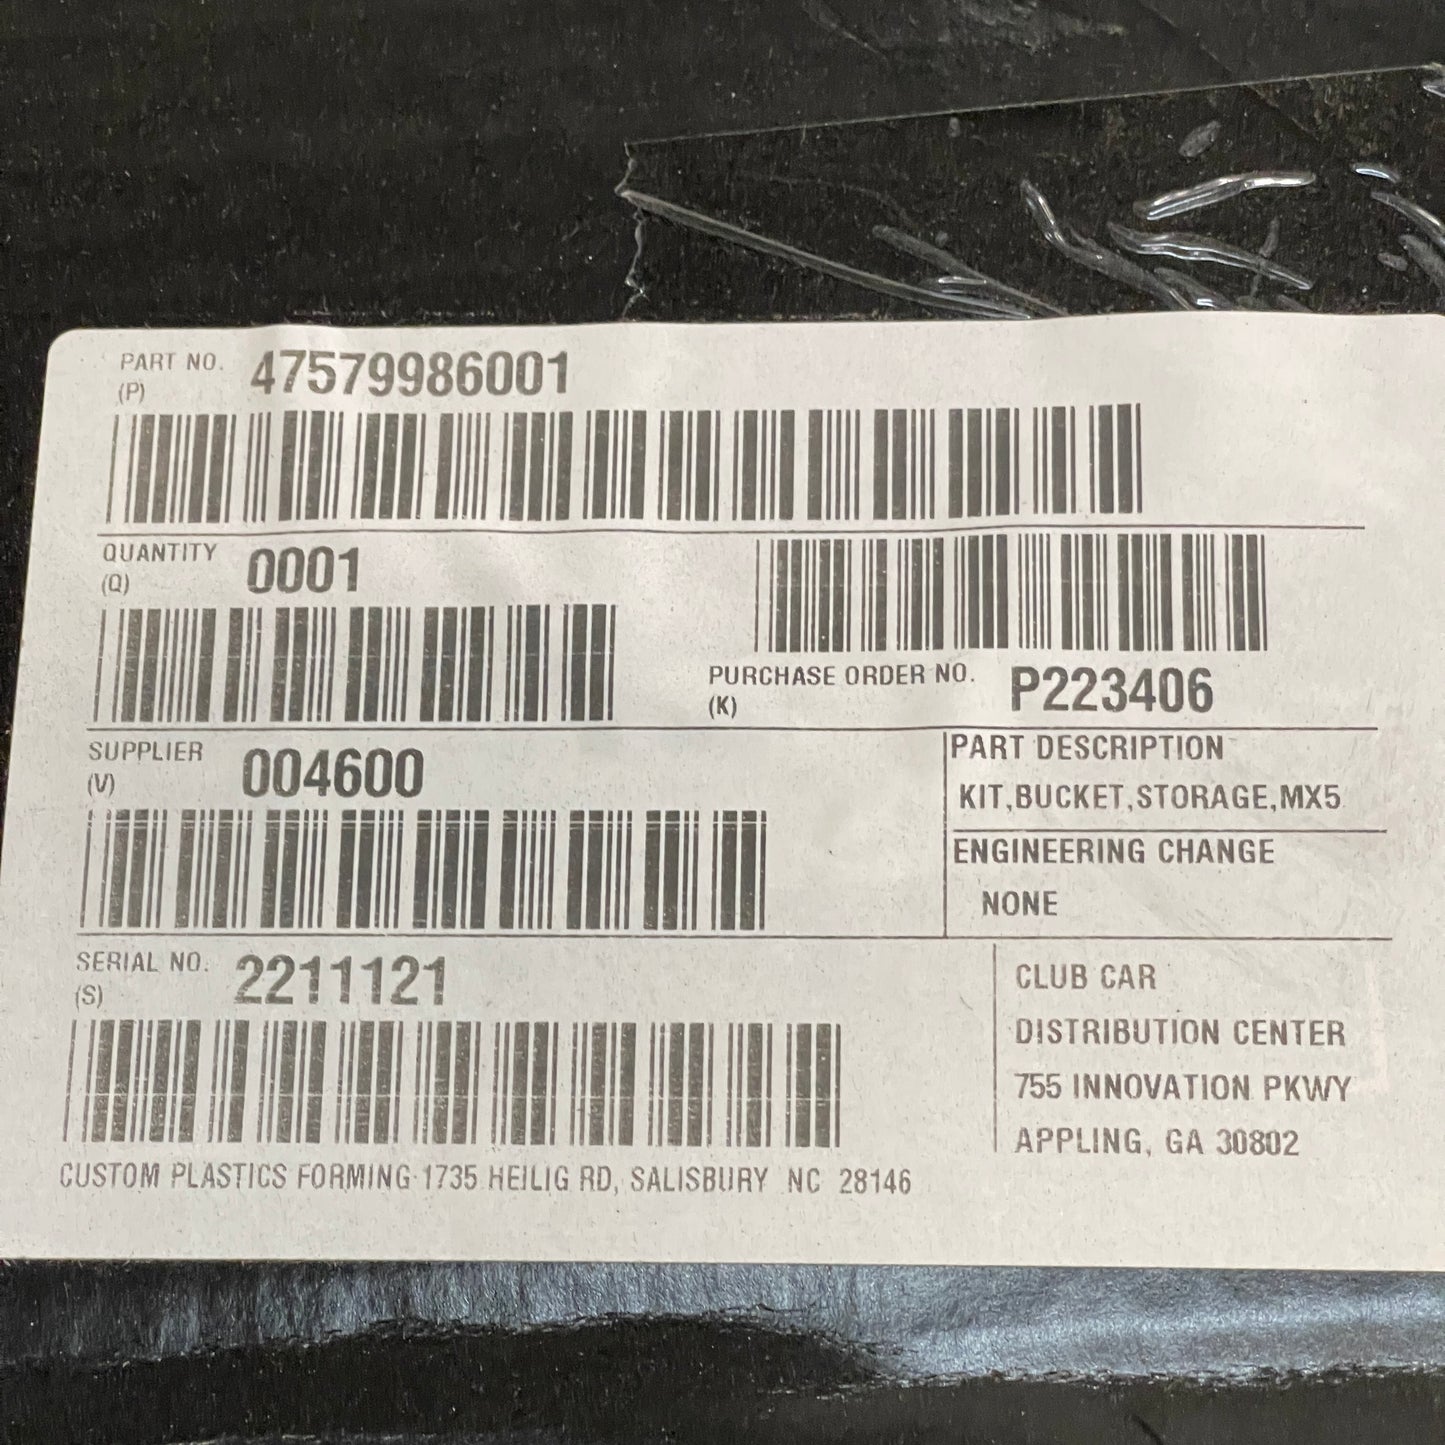 PART NO. 47579986001
(P)
QUANTITY 0001
(Q)
PURCHASE ORDER NO. P223406
(K)
SUPPLIER 004600
(V)
PART DESCRIPTION
KIT,BUCKET,STORAGE,MX5
ENGINEERING CHANGE
NONE
SERIAL NO. 2211121
(S)
CLUB CAR
DISTRIBUTION CENTER
755 INNOVATION PKWY
APPLING, GA 30802
CUSTOM PLASTICS FORMING 1735 HEILIG RD, SALISBURY NC 28146